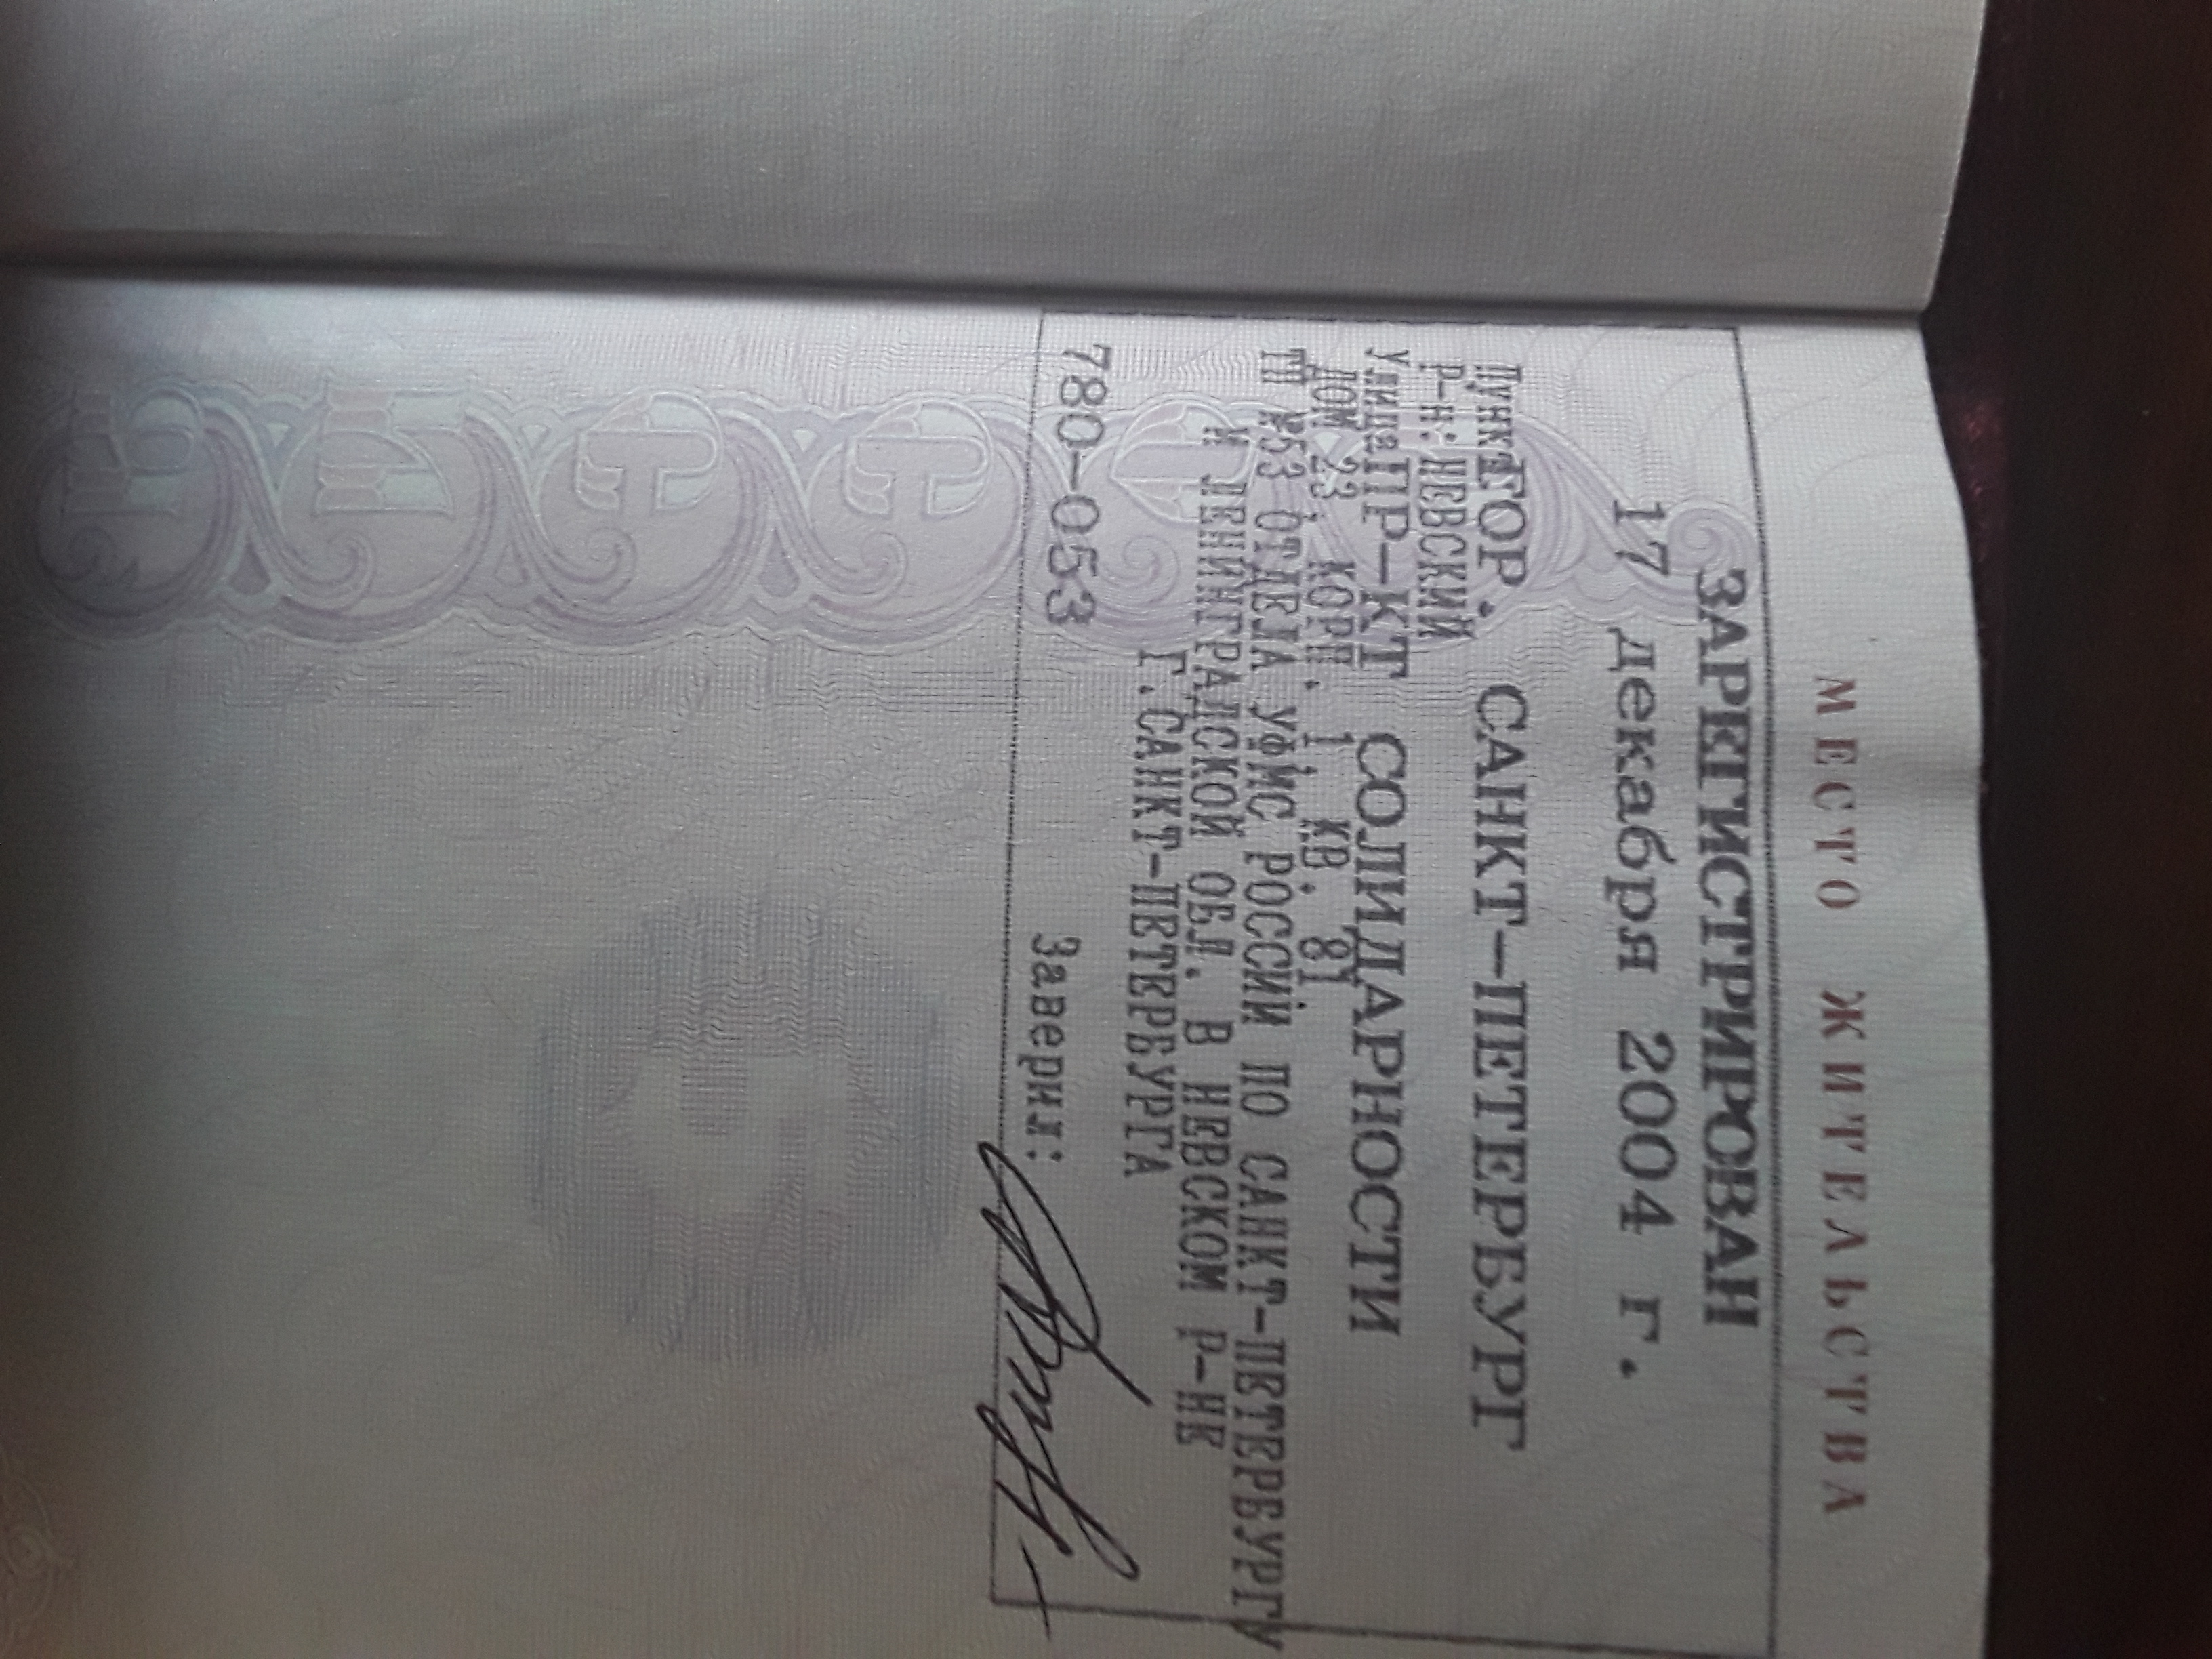 МЕСТО ЖИТЕЛЬСТВА
ЗАРЕГИСТРИРОВАН
17 декабря 2004 г.
Пункт ГОР. САНКТ-ПЕТЕРБУРГ
Р-н: НЕВСКИЙ
Улица ПР-КТ СОЛИДАРНОСТИ
ДОМ 23, КОРП. 1, КВ. 81
ТП №53 ОТДЕЛА УФМС РОССИИ ПО САНКТ-ПЕТЕРБУРГУ
И ЛЕНИНГРАДСКОЙ ОБЛ. В НЕВСКОМ Р-НЕ
Г.САНКТ-ПЕТЕРБУРГА
780-053
Заверил: